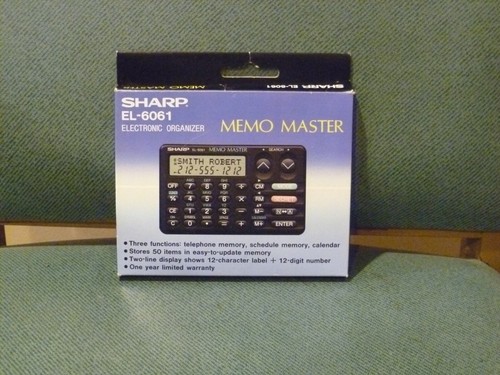 SHARP EL-6061
MEMO MASTER
SHARP
EL-6061
ELECTRONIC ORGANIZER
MEMO MASTER
SHARP EL-6061 MEMO MASTER
SEARCH
SMITH ROBERT
212-555-1212
OFF 7 8 9 ÷ CM
% 4 5 6 × RM
CE 1 2 3 − M−
C 0 • = + M+ ENTER
• Three functions: telephone memory, schedule memory, calendar
• Stores 50 items in easy-to-update memory
• Two-line display shows 12-character label + 12-digit number
• One year limited warranty